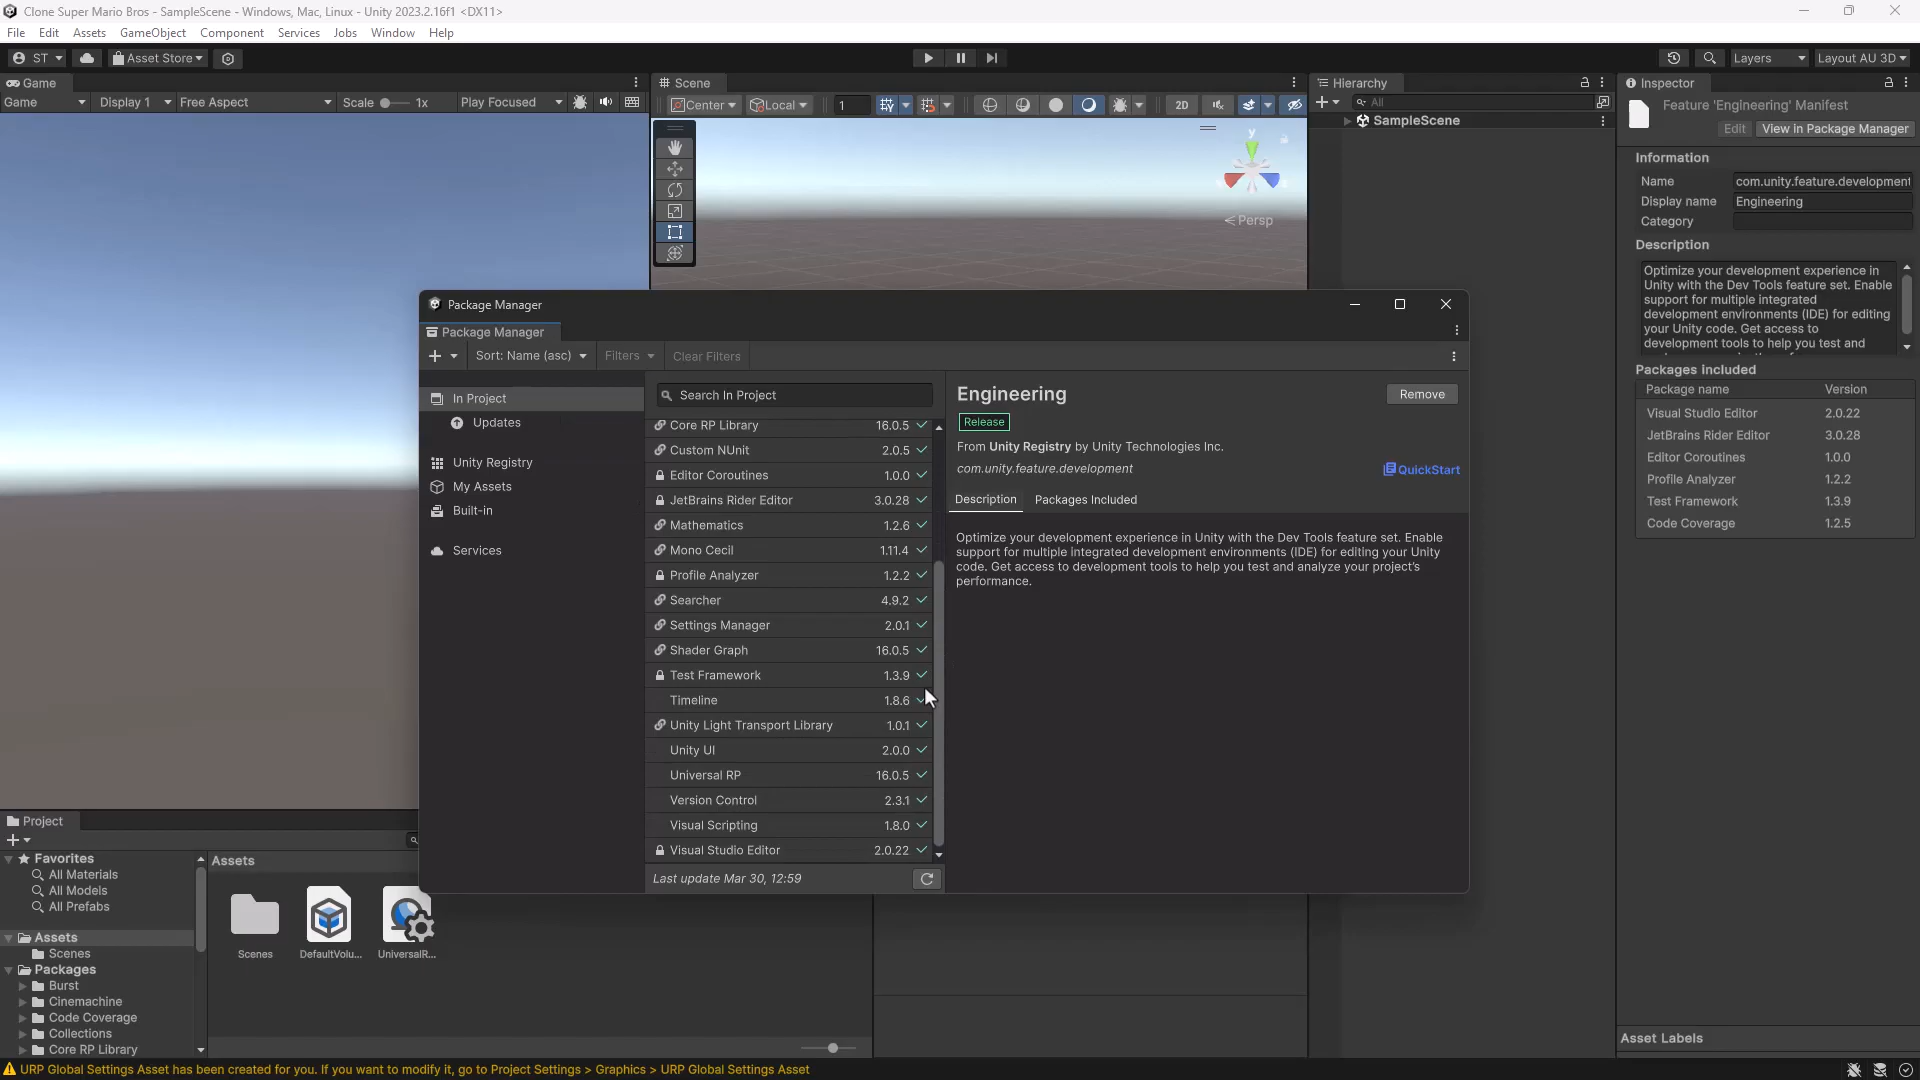 Clone Super Mario Bros - SampleScene - Windows, Mac, Linux - Unity 2023.2.16f1 <DX11>
File Edit Assets GameObject Component Services Jobs Window Help
ST Asset Store Layers Layout AU 3D
Game
Game Display 1 Free Aspect Scale 1x Play Focused
Scene
Center Local 1 2D
y
Persp
Hierarchy
All
SampleScene
Inspector
Feature 'Engineering' Manifest
Edit View in Package Manager
Information
Name com.unity.feature.development
Display name Engineering
Category
Description
Optimize your development experience in
Unity with the Dev Tools feature set. Enable
support for multiple integrated
development environments (IDE) for editing
your Unity code. Get access to
development tools to help you test and
Packages included
Package name Version
Visual Studio Editor 2.0.22
JetBrains Rider Editor 3.0.28
Editor Coroutines 1.0.0
Profile Analyzer 1.2.2
Test Framework 1.3.9
Code Coverage 1.2.5
Asset Labels
Package Manager
Package Manager
Sort: Name (asc) Filters Clear Filters
In Project
Updates
Unity Registry
My Assets
Built-in
Services
Search In Project
Core RP Library 16.0.5
Custom NUnit 2.0.5
Editor Coroutines 1.0.0
JetBrains Rider Editor 3.0.28
Mathematics 1.2.6
Mono Cecil 1.11.4
Profile Analyzer 1.2.2
Searcher 4.9.2
Settings Manager 2.0.1
Shader Graph 16.0.5
Test Framework 1.3.9
Timeline 1.8.6
Unity Light Transport Library 1.0.1
Unity UI 2.0.0
Universal RP 16.0.5
Version Control 2.3.1
Visual Scripting 1.8.0
Visual Studio Editor 2.0.22
Last update Mar 30, 12:59
Engineering
Remove
Release
From Unity Registry by Unity Technologies Inc.
com.unity.feature.development
QuickStart
Description Packages Included
Optimize your development experience in Unity with the Dev Tools feature set. Enable
support for multiple integrated development environments (IDE) for editing your Unity
code. Get access to development tools to help you test and analyze your project's
performance.
Project
Favorites
All Materials
All Models
All Prefabs
Assets
Scenes
Packages
Burst
Cinemachine
Code Coverage
Collections
Core RP Library
Assets
Scenes DefaultVolu... UniversalR...
URP Global Settings Asset has been created for you. If you want to modify it, go to Project Settings > Graphics > URP Global Settings Asset